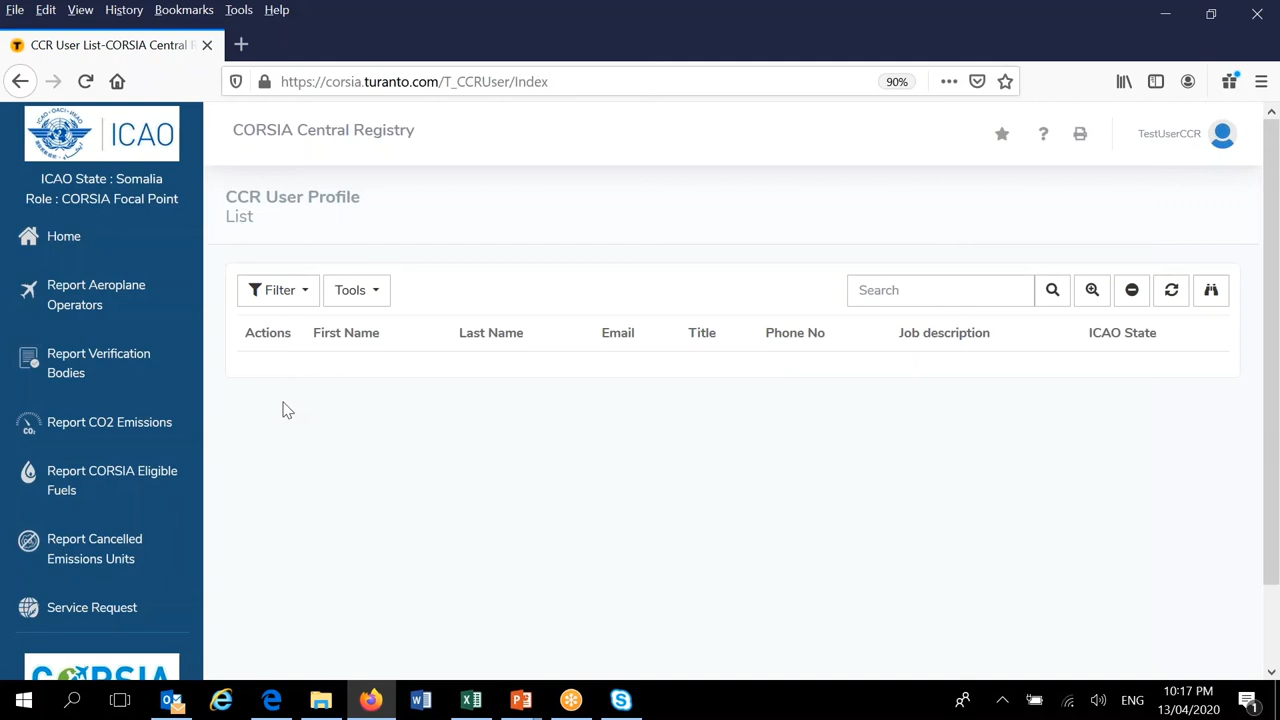 File Edit View History Bookmarks Tools Help
CCR User List-CORSIA Central R
https://corsia.turanto.com/T_CCRUser/Index
90%
ICAO
CORSIA Central Registry
TestUserCCR
ICAO State : Somalia
Role : CORSIA Focal Point
CCR User Profile
List
Home
Report Aeroplane
Operators
Report Verification
Bodies
Report CO2 Emissions
Report CORSIA Eligible
Fuels
Report Cancelled
Emissions Units
Service Request
CORSIA
Filter Tools Search
Actions First Name Last Name Email Title Phone No Job description ICAO State
ENG
10:17 PM
13/04/2020
1